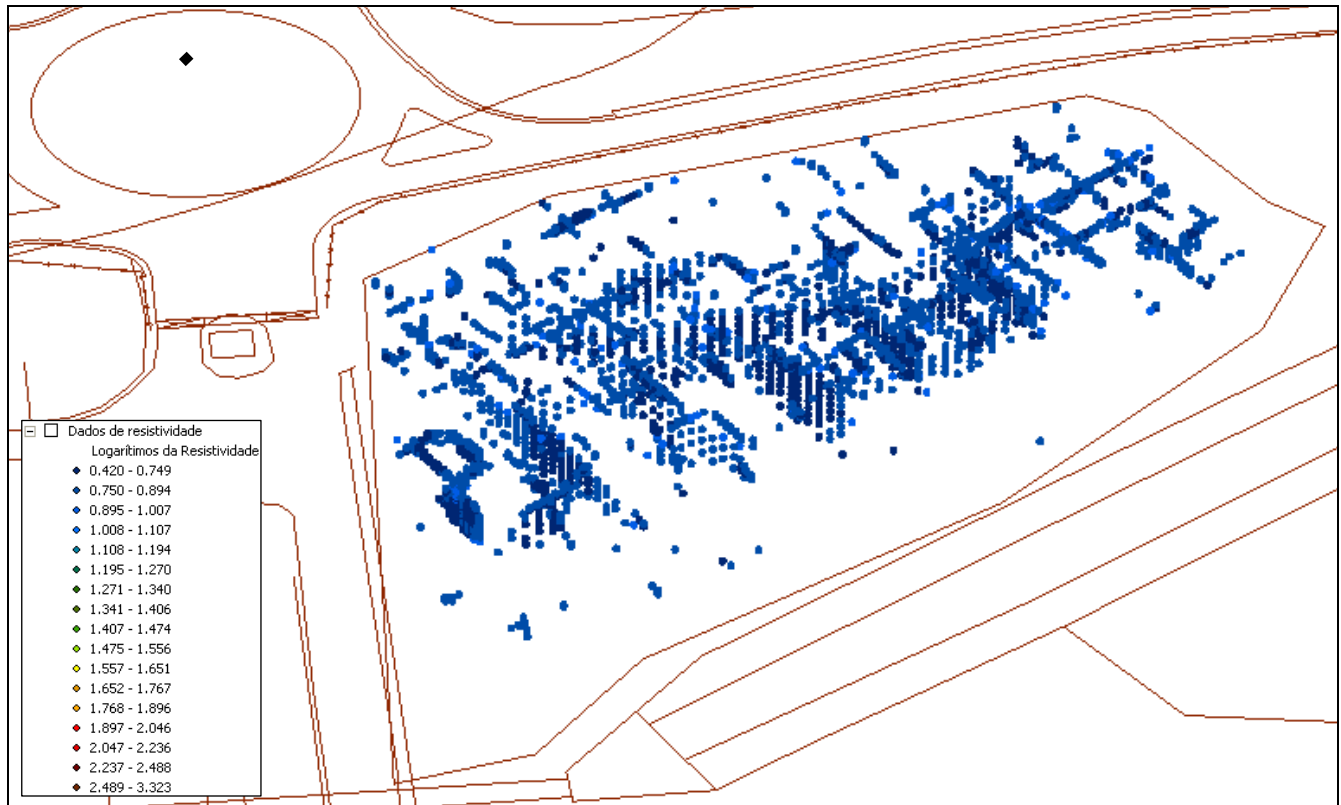 Dados de resistividade
Logarítimos da Resistividade
0.420 - 0.749
0.750 - 0.894
0.895 - 1.007
1.008 - 1.107
1.108 - 1.194
1.195 - 1.270
1.271 - 1.340
1.341 - 1.406
1.407 - 1.474
1.475 - 1.556
1.557 - 1.651
1.652 - 1.767
1.768 - 1.896
1.897 - 2.046
2.047 - 2.236
2.237 - 2.488
2.489 - 3.323